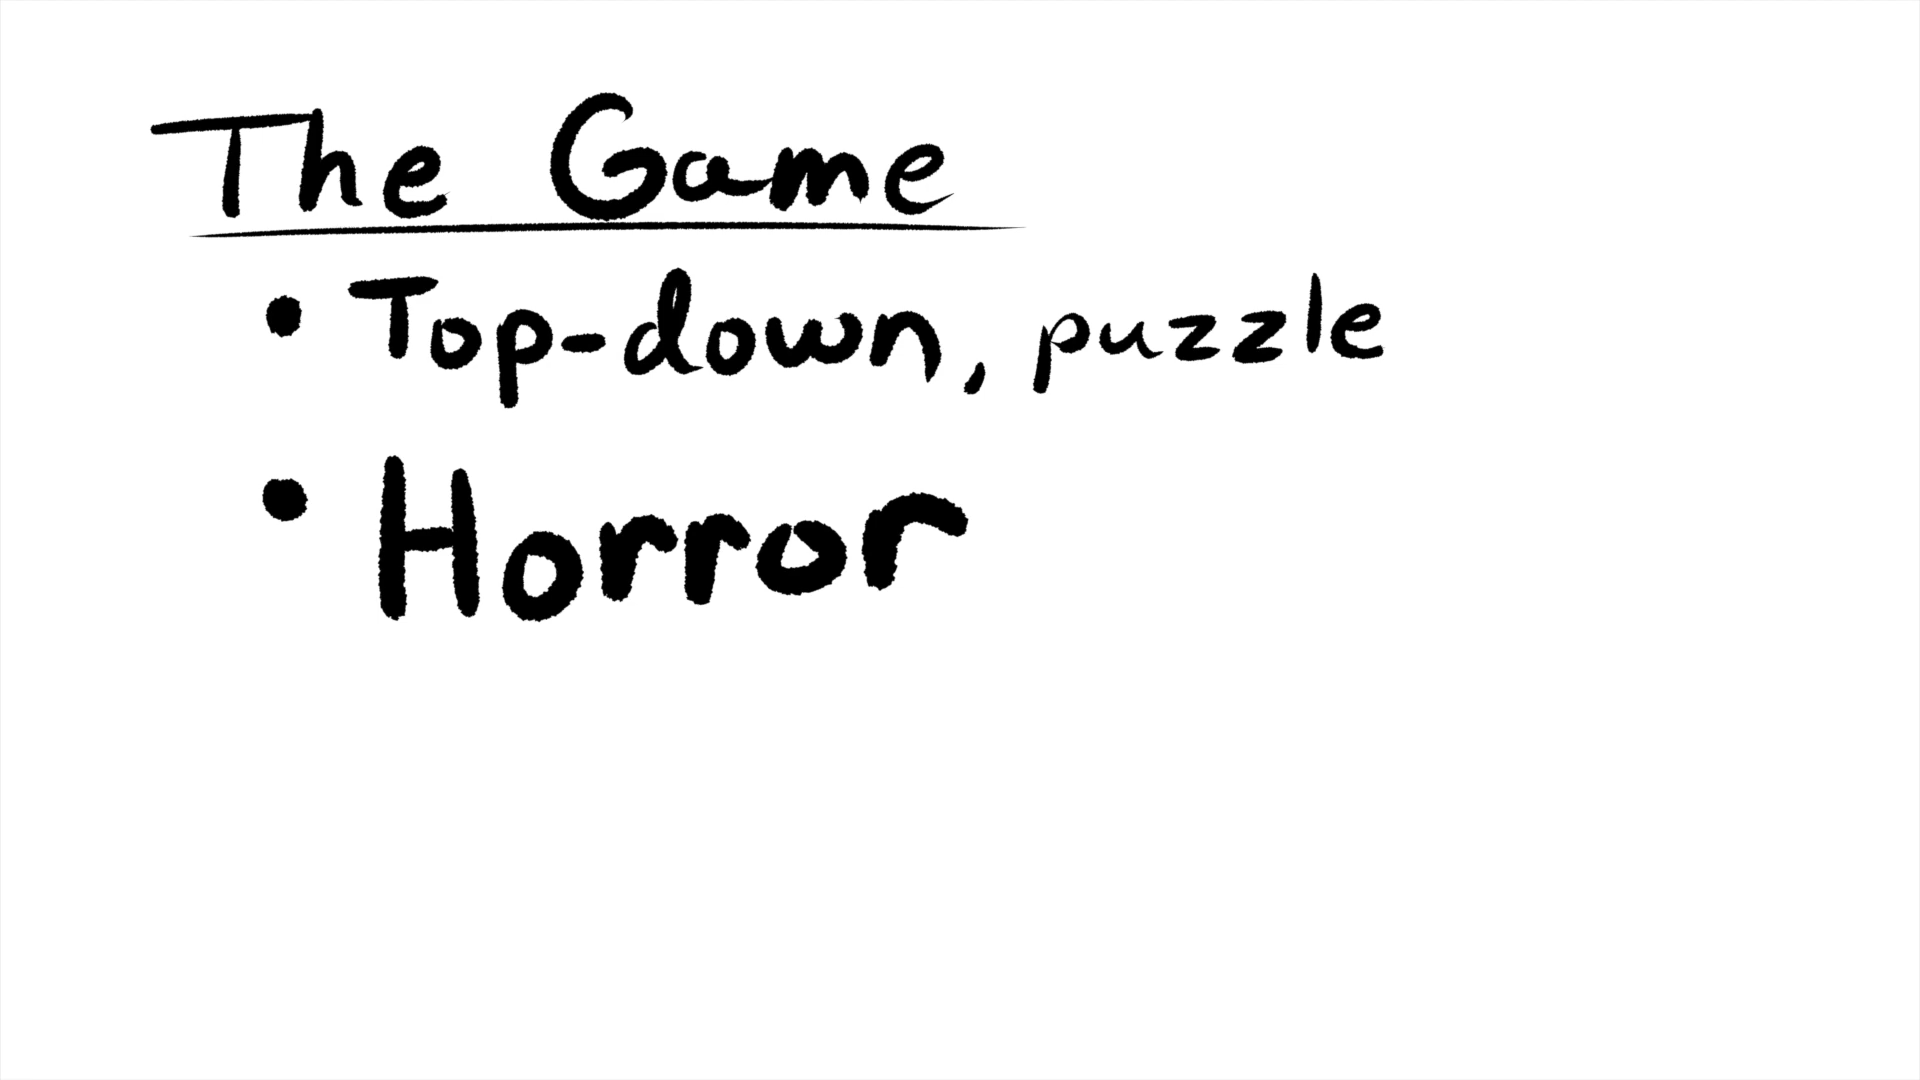 The Game
• Top-down, puzzle
• Horror